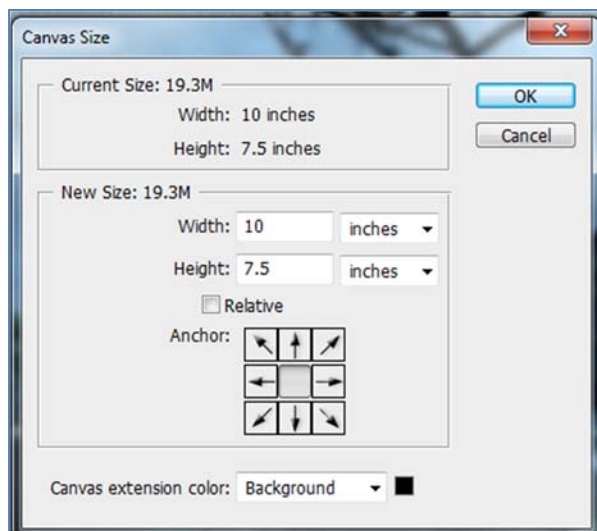 Canvas Size
Current Size: 19.3M
Width: 10 inches
Height: 7.5 inches
OK
Cancel
New Size: 19.3M
Width: 10 inches
Height: 7.5 inches
Relative
Anchor:
Canvas extension color: Background